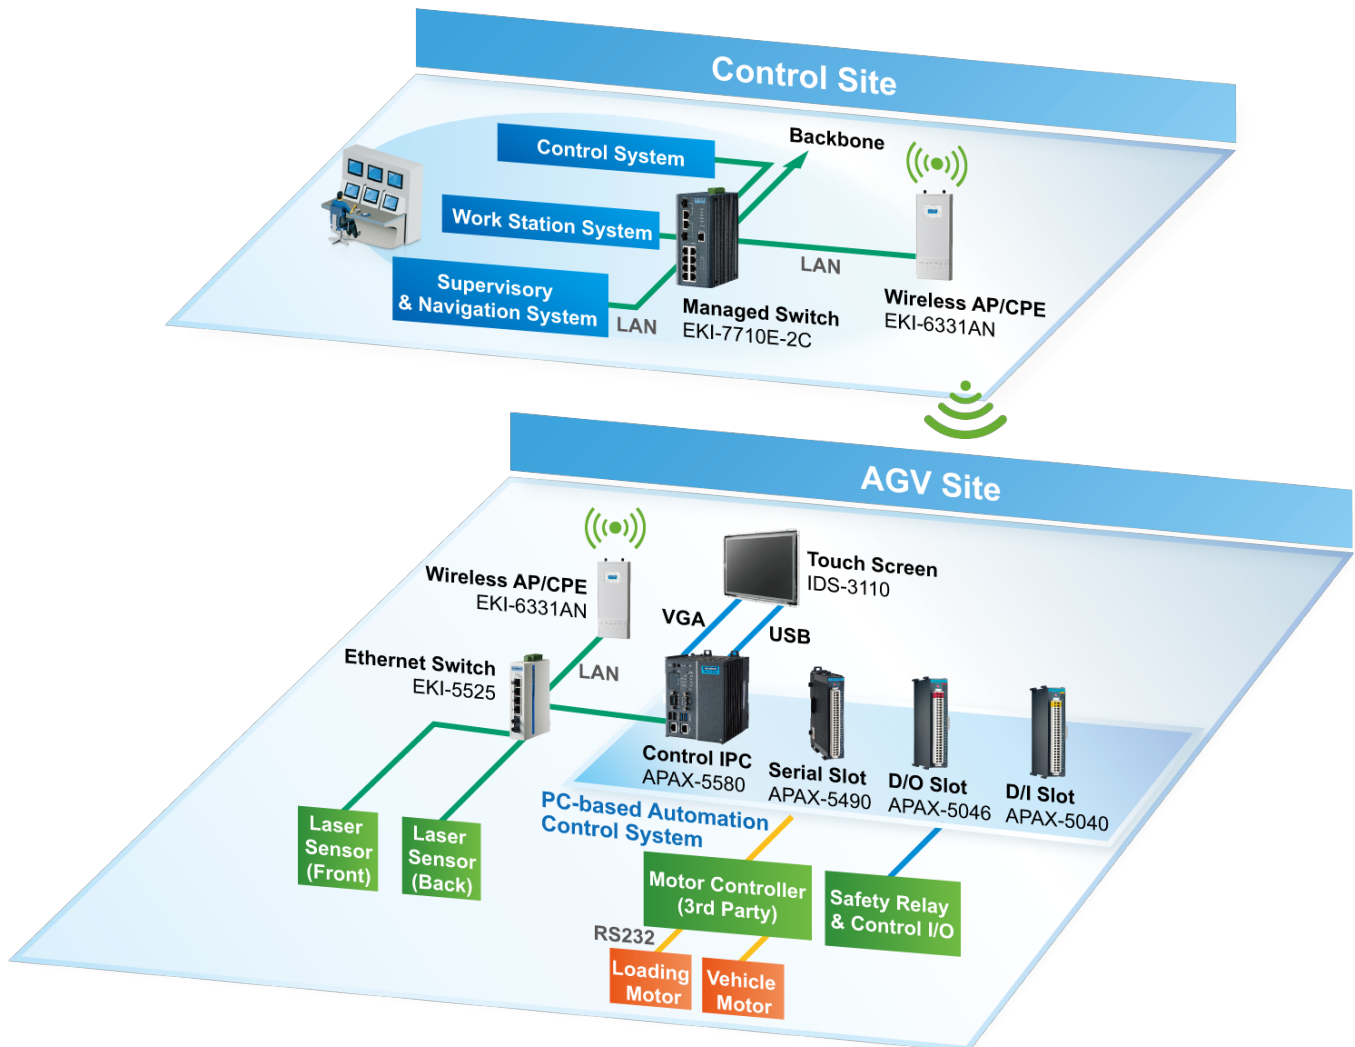 Control Site
Backbone
Control System
Work Station System
Supervisory
& Navigation System
LAN
LAN
Managed Switch
EKI-7710E-2C
Wireless AP/CPE
EKI-6331AN
AGV Site
Wireless AP/CPE
EKI-6331AN
Touch Screen
IDS-3110
VGA
USB
Ethernet Switch
EKI-5525
LAN
Control IPC
APAX-5580
Serial Slot
APAX-5490
D/O Slot
APAX-5046
D/I Slot
APAX-5040
PC-based Automation
Control System
Laser
Sensor
(Front)
Laser
Sensor
(Back)
Motor Controller
(3rd Party)
Safety Relay
& Control I/O
RS232
Loading
Motor
Vehicle
Motor